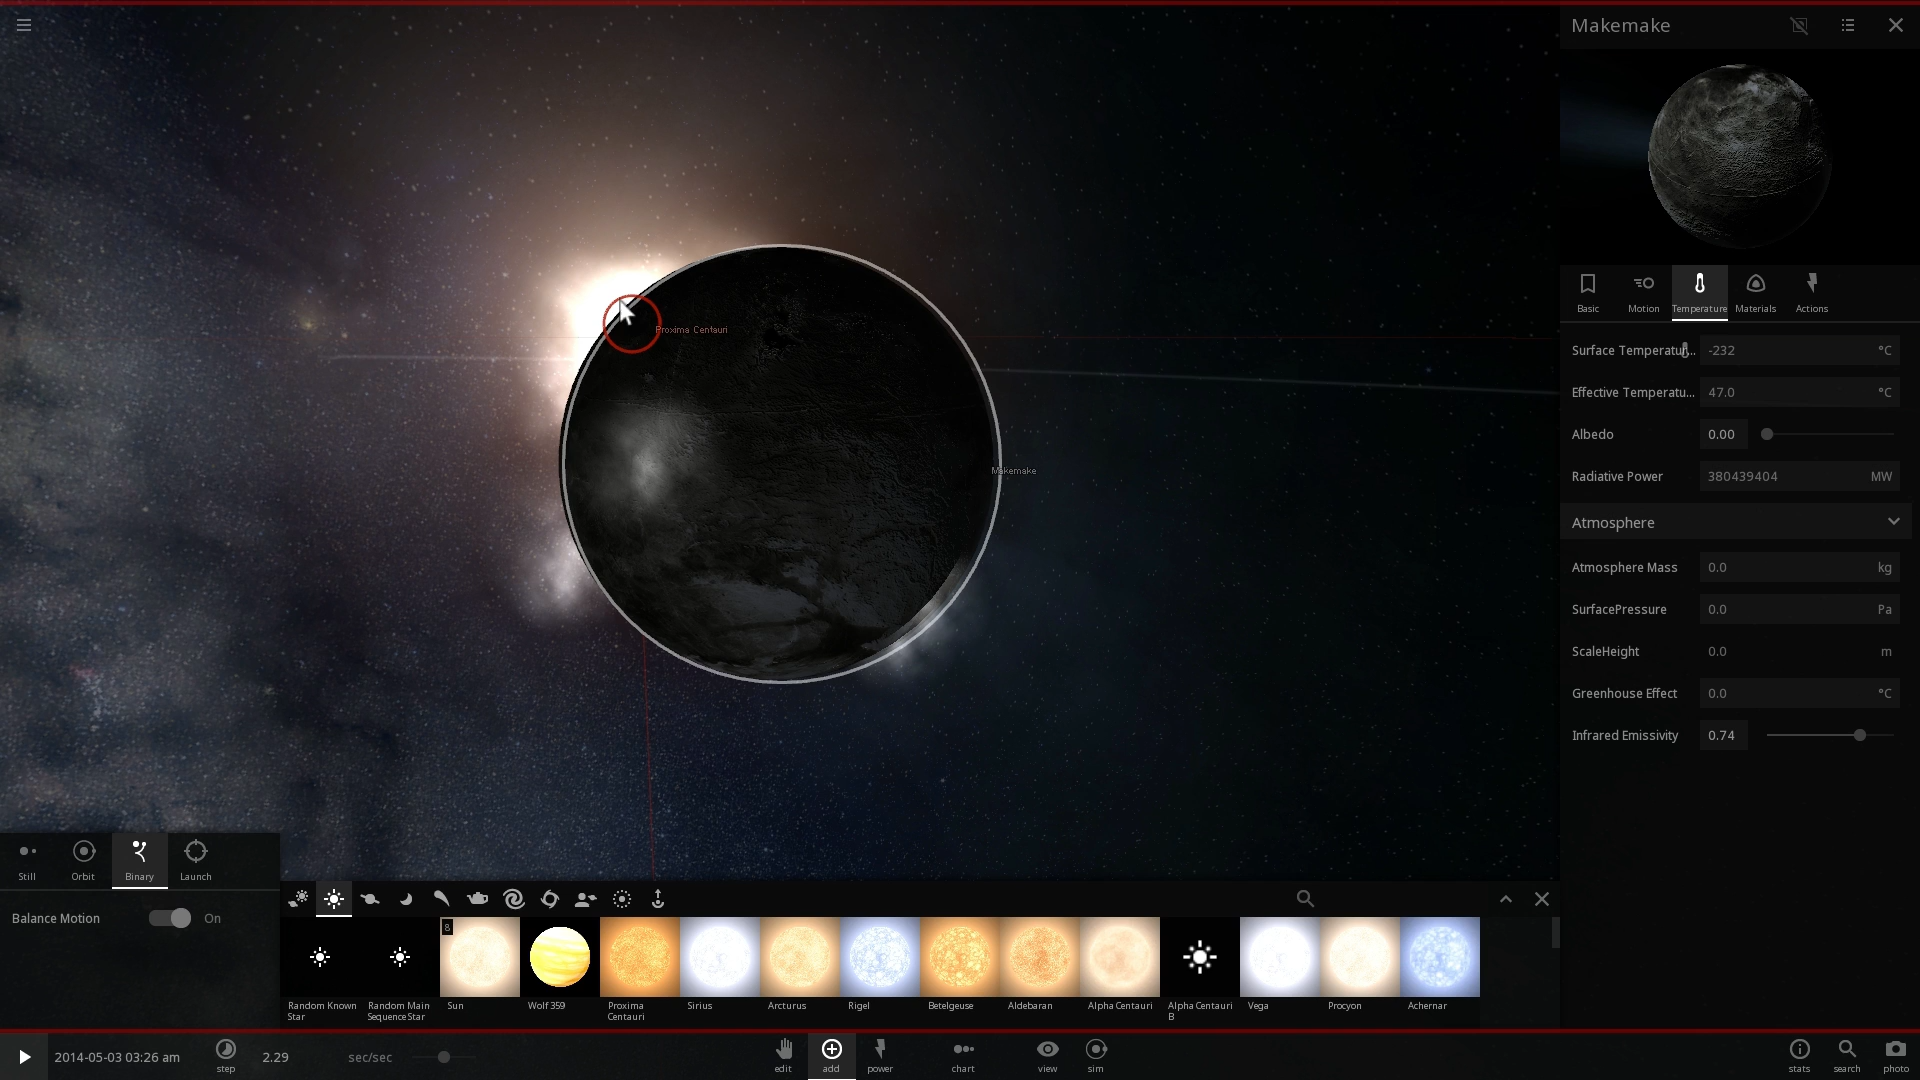 Makemake
Proxima Centauri
Makemake
Basic
Motion
Temperature
Materials
Actions
Surface Temperatur... -232 °C
Effective Temperatu... 47.0 °C
Albedo 0.00
Radiative Power 380439404 MW
Atmosphere
Atmosphere Mass 0.0 kg
SurfacePressure 0.0 Pa
ScaleHeight 0.0 m
Greenhouse Effect 0.0 °C
Infrared Emissivity 0.74
Still
Orbit
Binary
Launch
Balance Motion On
8
Random Known
Star
Random Main
Sequence Star
Sun
Wolf 359
Proxima
Centauri
Sirius
Arcturus
Rigel
Betelgeuse
Aldebaran
Alpha Centauri
Alpha Centauri
B
Vega
Procyon
Achernar
2014-05-03 03:26 am
step
2.29 sec/sec
edit
add
power
chart
view
sim
stats
search
photo